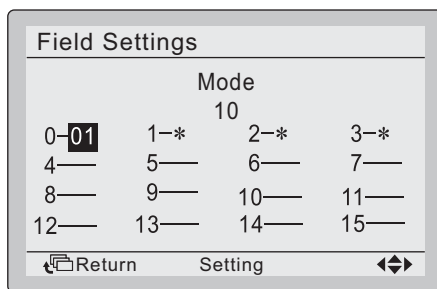 Field Settings
Mode
10
0–01 1–* 2–* 3–*
4—— 5—— 6—— 7——
8—— 9—— 10—— 11——
12—— 13—— 14—— 15——
Return Setting